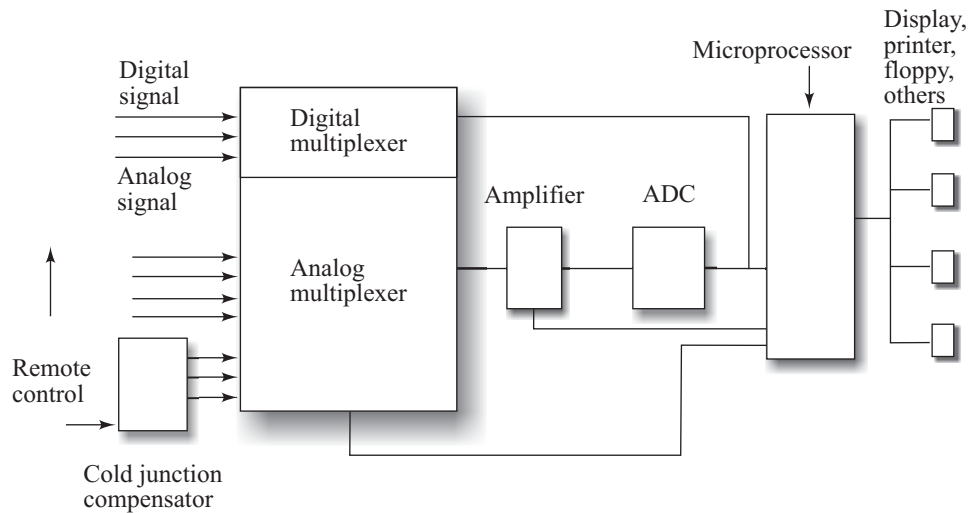 Display,
printer,
floppy,
others
Microprocessor
Digital
signal
Digital
multiplexer
Analog
signal
Amplifier
ADC
Analog
multiplexer
Remote
control
Cold junction
compensator